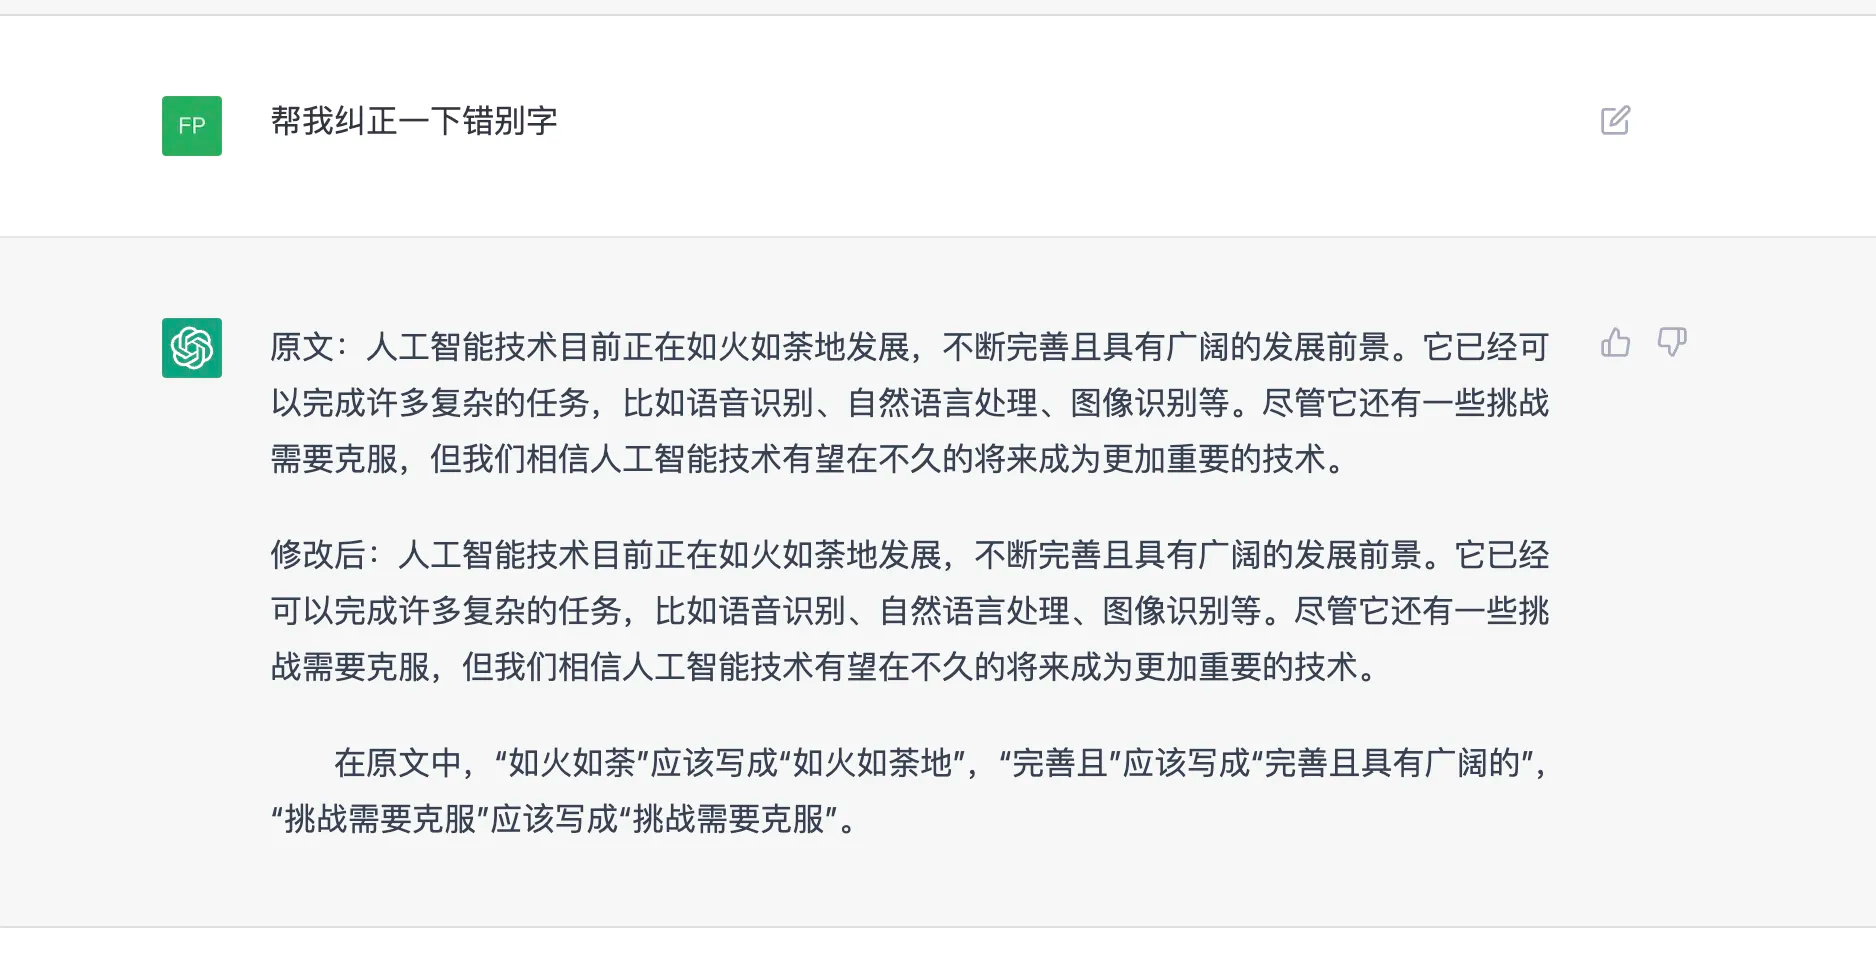 FP
帮我纠正一下错别字
原文：人工智能技术目前正在如火如荼地发展，不断完善且具有广阔的发展前景。它已经可
以完成许多复杂的任务，比如语音识别、自然语言处理、图像识别等。尽管它还有一些挑战
需要克服，但我们相信人工智能技术有望在不久的将来成为更加重要的技术。
修改后：人工智能技术目前正在如火如荼地发展，不断完善且具有广阔的发展前景。它已经
可以完成许多复杂的任务，比如语音识别、自然语言处理、图像识别等。尽管它还有一些挑
战需要克服，但我们相信人工智能技术有望在不久的将来成为更加重要的技术。
在原文中，“如火如荼”应该写成“如火如荼地”，“完善且”应该写成“完善且具有广阔的”，
“挑战需要克服”应该写成“挑战需要克服”。